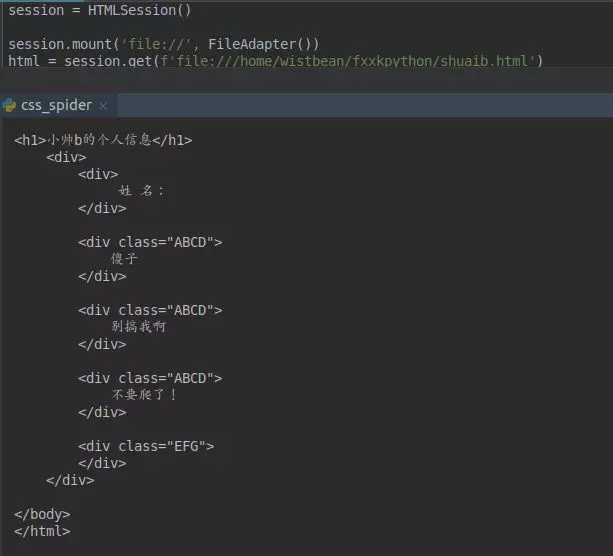 session = HTMLSession()
session.mount('file://', FileAdapter())
html = session.get(f'file:///home/wistbean/fxxkpython/shuaib.html')
css_spider ×
<h1>小帅b的个人信息</h1>
<div>
<div>
姓 名：
</div>
<div class="ABCD">
傻子
</div>
<div class="ABCD">
别搞我啊
</div>
<div class="ABCD">
不要爬了！
</div>
<div class="EFG">
</div>
</div>
</body>
</html>